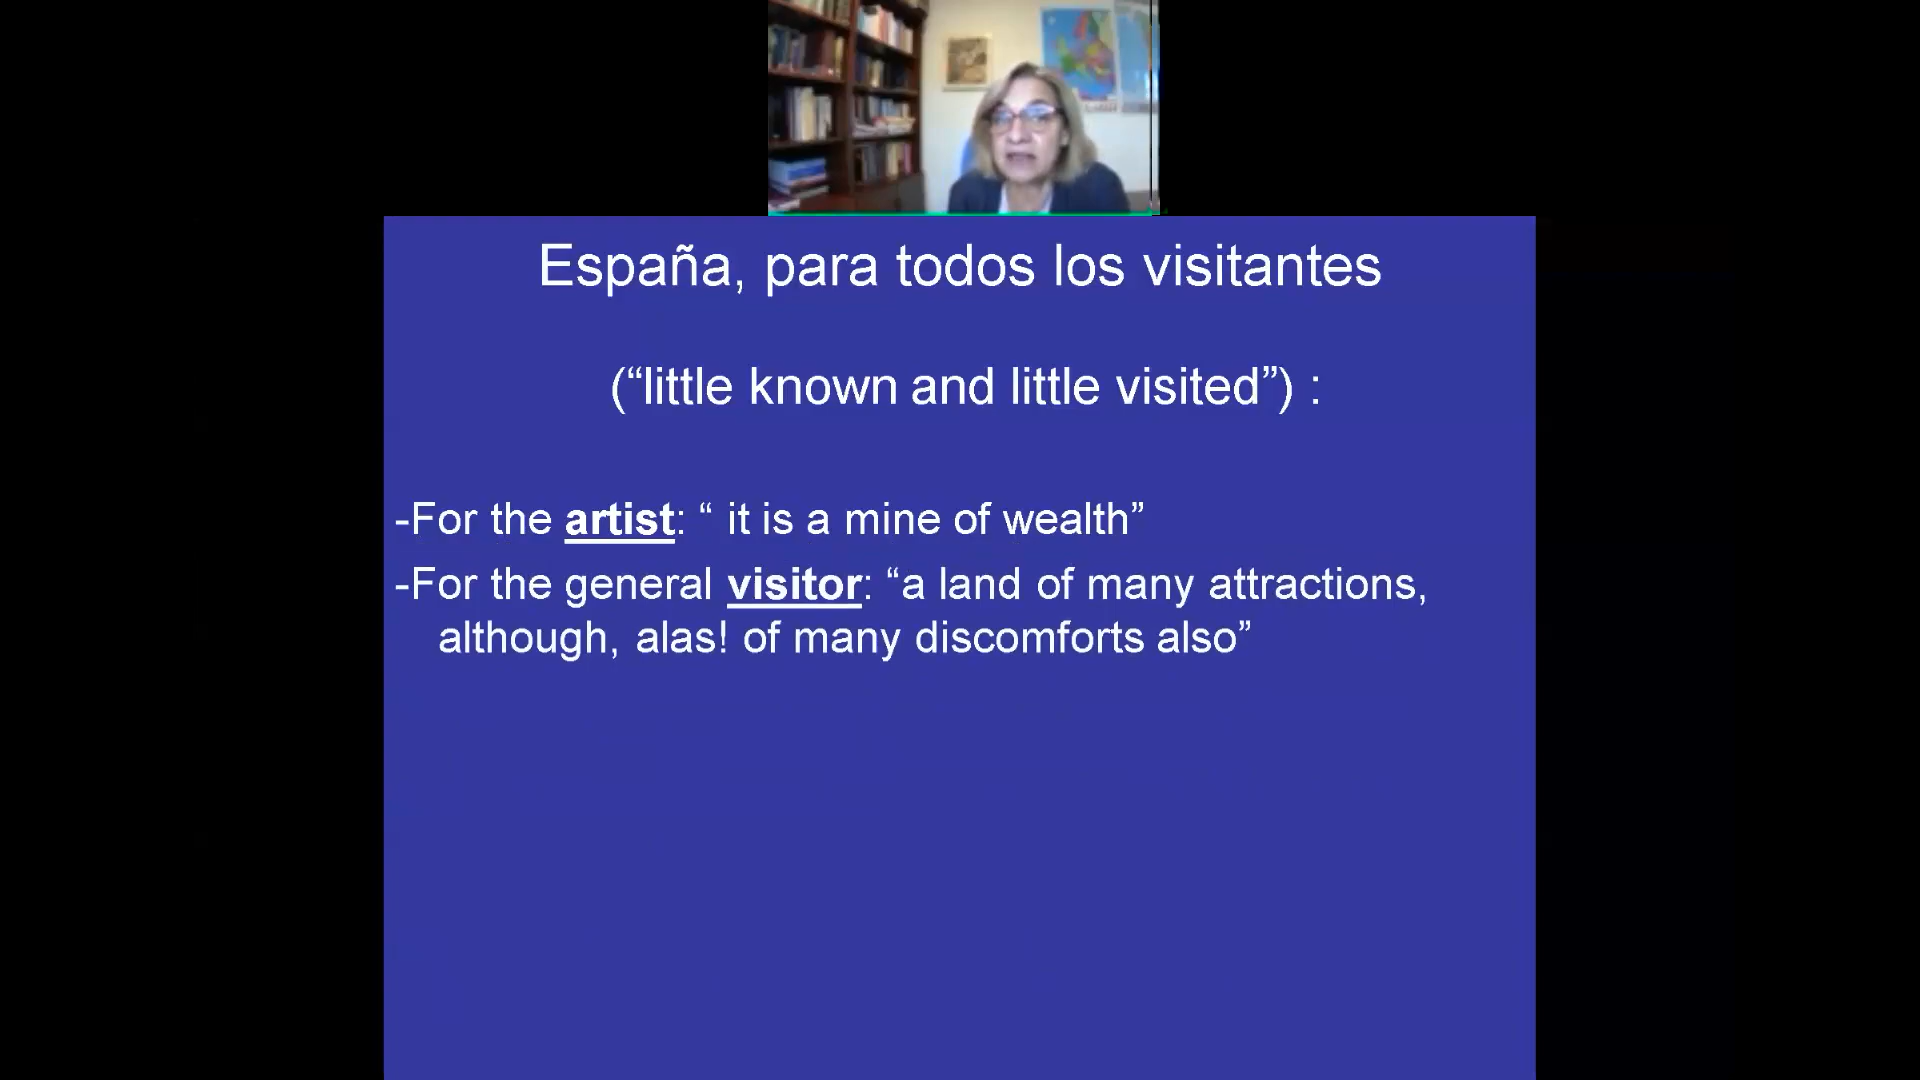 España, para todos los visitantes
(“little known and little visited”) :
-For the artist: “ it is a mine of wealth”
-For the general visitor: “a land of many attractions,
although, alas! of many discomforts also”